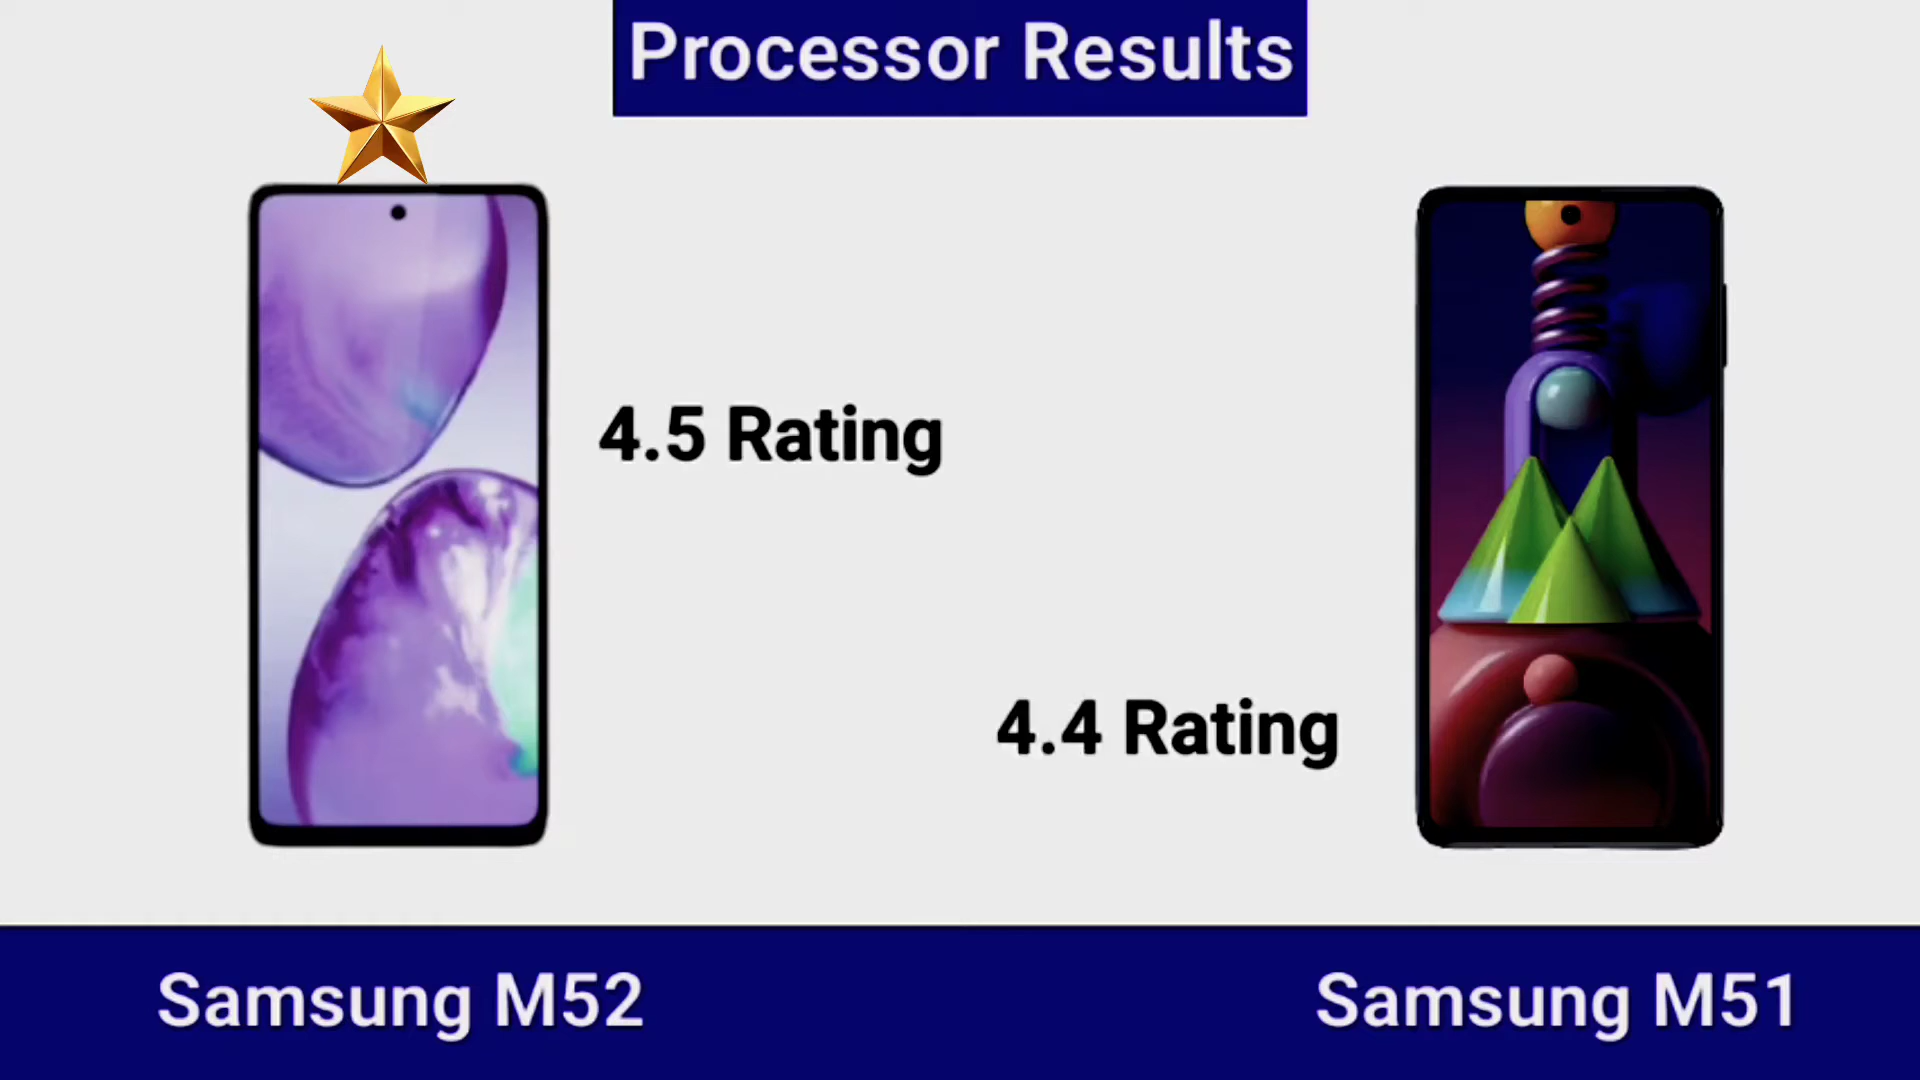 Processor Results
4.5 Rating
4.4 Rating
Samsung M52
Samsung M51